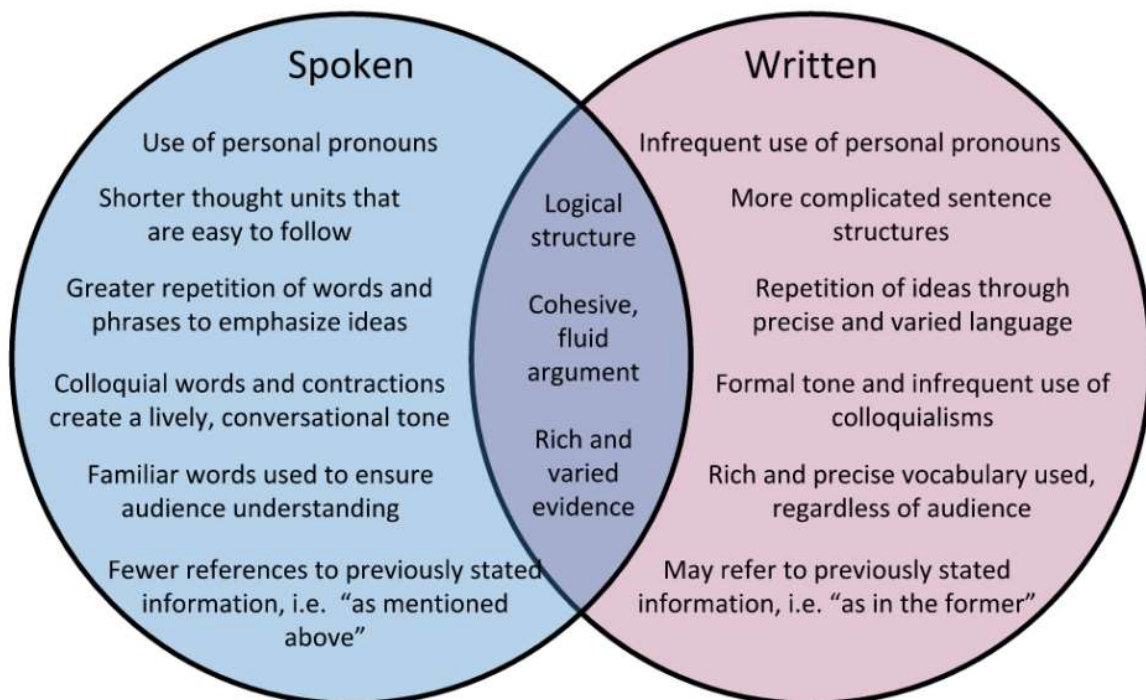 Spoken
Use of personal pronouns
Shorter thought units that
are easy to follow
Greater repetition of words and
phrases to emphasize ideas
Colloquial words and contractions
create a lively, conversational tone
Familiar words used to ensure
audience understanding
Fewer references to previously stated
information, i.e. “as mentioned
above”
Logical
structure
Cohesive,
fluid
argument
Rich and
varied
evidence
Written
Infrequent use of personal pronouns
More complicated sentence
structures
Repetition of ideas through
precise and varied language
Formal tone and infrequent use of
colloquialisms
Rich and precise vocabulary used,
regardless of audience
May refer to previously stated
information, i.e. “as in the former”